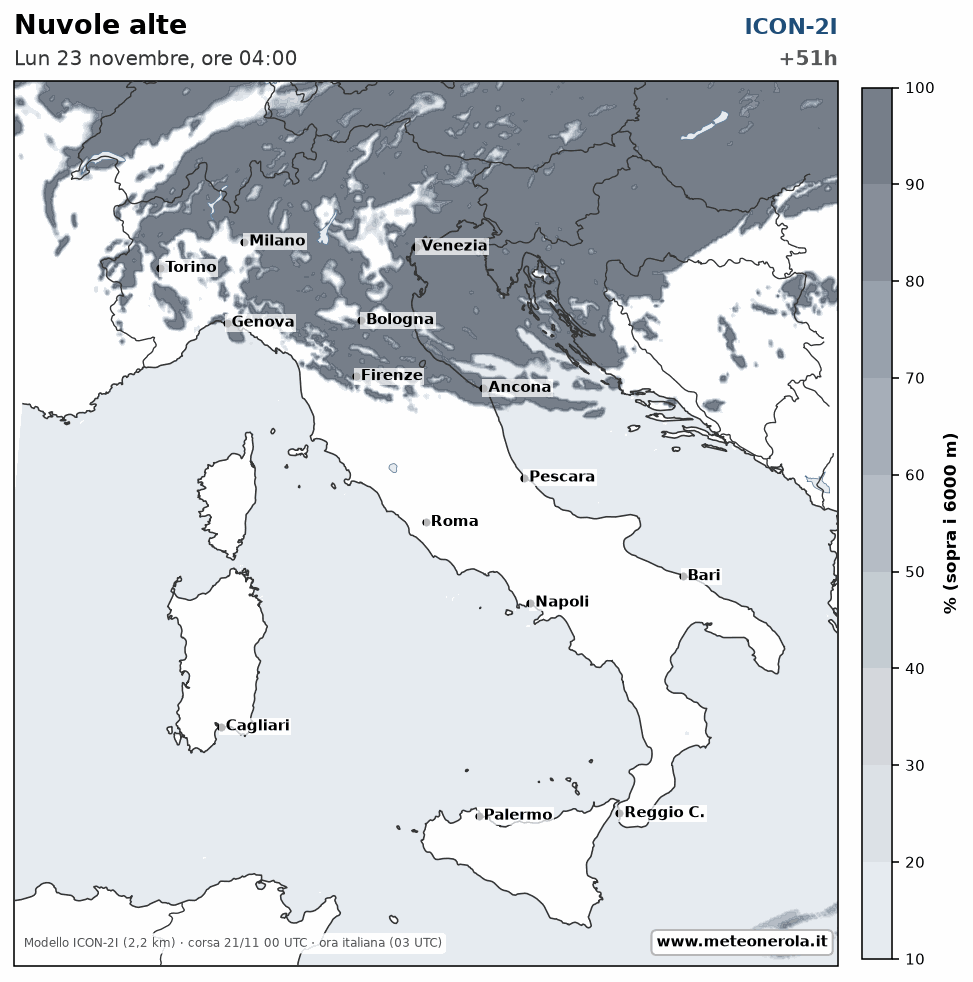 Nuvole alte
ICON-2I
Lun 23 novembre, ore 04:00
+51h
100
90
80
70
60
50
40
30
20
10
% (sopra i 6000 m)
Milano
Venezia
Torino
Genova
Bologna
Firenze
Ancona
Pescara
Roma
Bari
Napoli
Cagliari
Palermo
Reggio C.
Modello ICON-2I (2,2 km) · corsa 21/11 00 UTC · ora italiana (03 UTC)
www.meteonerola.it